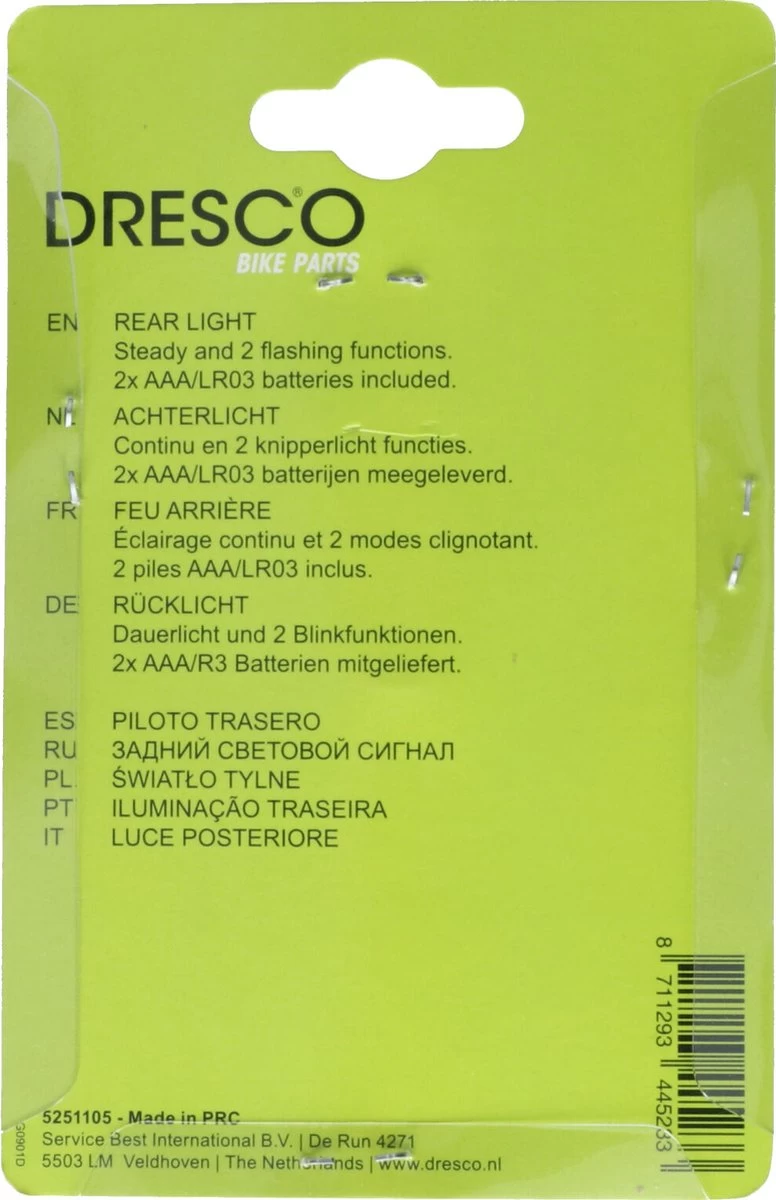 DRESCO®
BIKE PARTS
EN REAR LIGHT
Steady and 2 flashing functions.
2x AAA/LR03 batteries included.
NL ACHTERLICHT
Continu en 2 knipperlicht functies.
2x AAA/LR03 batterijen meegeleverd.
FR FEU ARRIÈRE
Éclairage continu et 2 modes clignotant.
2 piles AAA/LR03 inclus.
DE RÜCKLICHT
Dauerlicht und 2 Blinkfunktionen.
2x AAA/R3 Batterien mitgeliefert.
ES PILOTO TRASERO
RU ЗАДНИЙ СВЕТОВОЙ СИГНАЛ
PL ŚWIATŁO TYLNE
PT ILUMINAÇÃO TRASEIRA
IT LUCE POSTERIORE
8 711293 445233
5251105 - Made in PRC
Service Best International B.V. | De Run 4271
5503 LM Veldhoven | The Netherlands | www.dresco.nl
G0901D